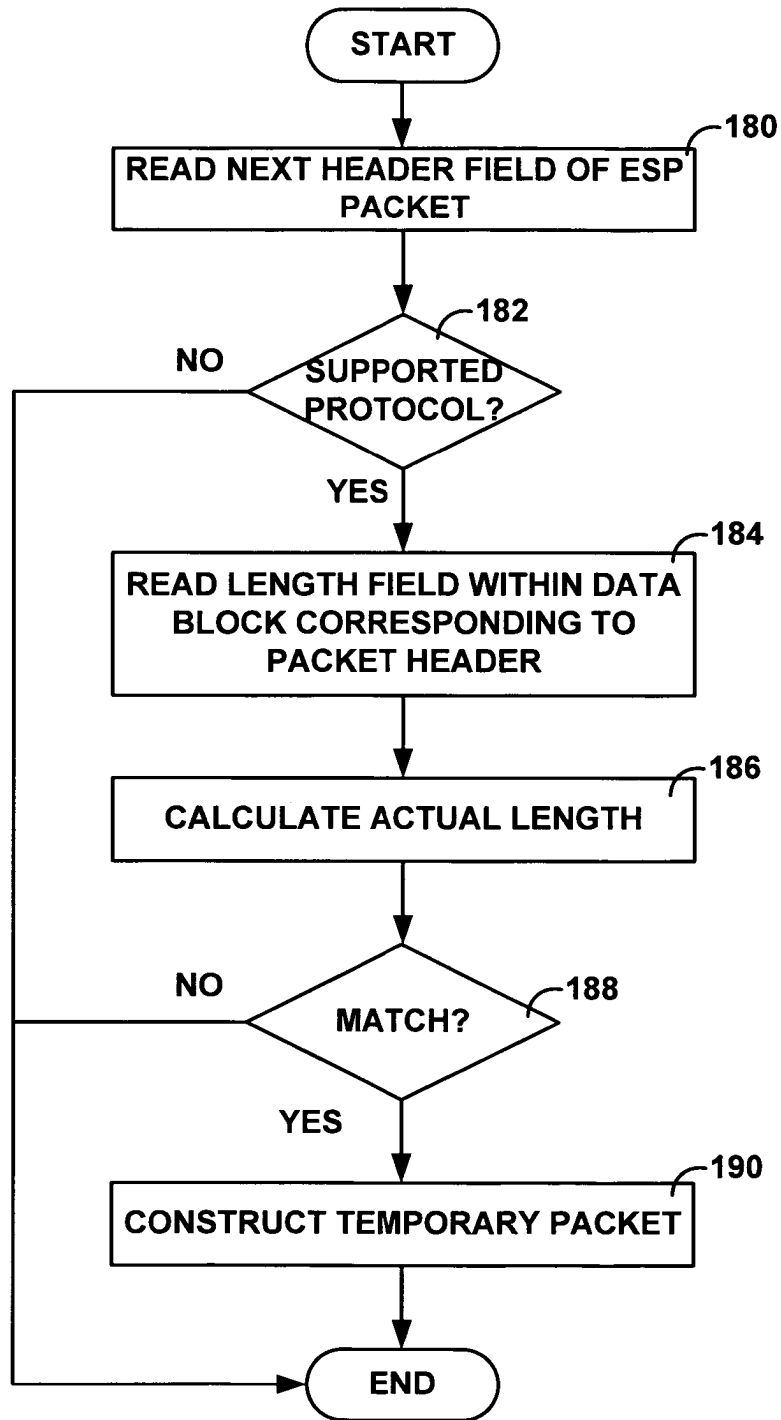 START
180
READ NEXT HEADER FIELD OF ESP
PACKET
182
NO
SUPPORTED
PROTOCOL?
YES
184
READ LENGTH FIELD WITHIN DATA
BLOCK CORRESPONDING TO
PACKET HEADER
186
CALCULATE ACTUAL LENGTH
NO
188
MATCH?
YES
190
CONSTRUCT TEMPORARY PACKET
END